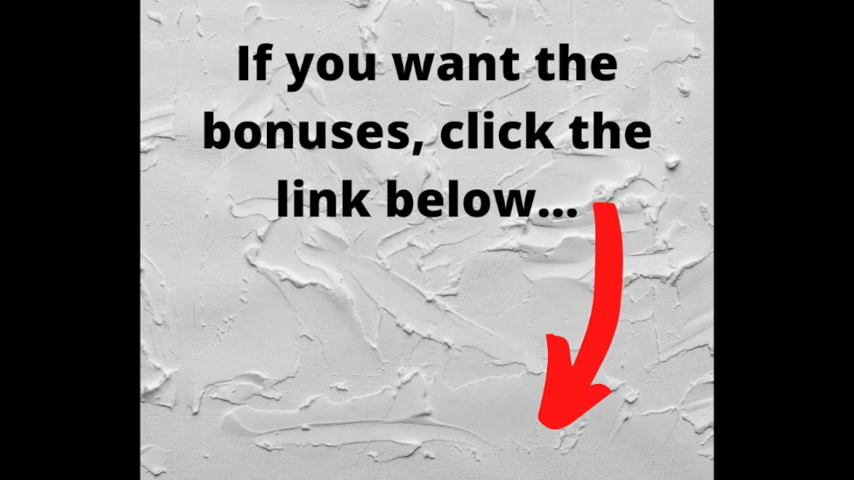 If you want the
bonuses, click the
link below...